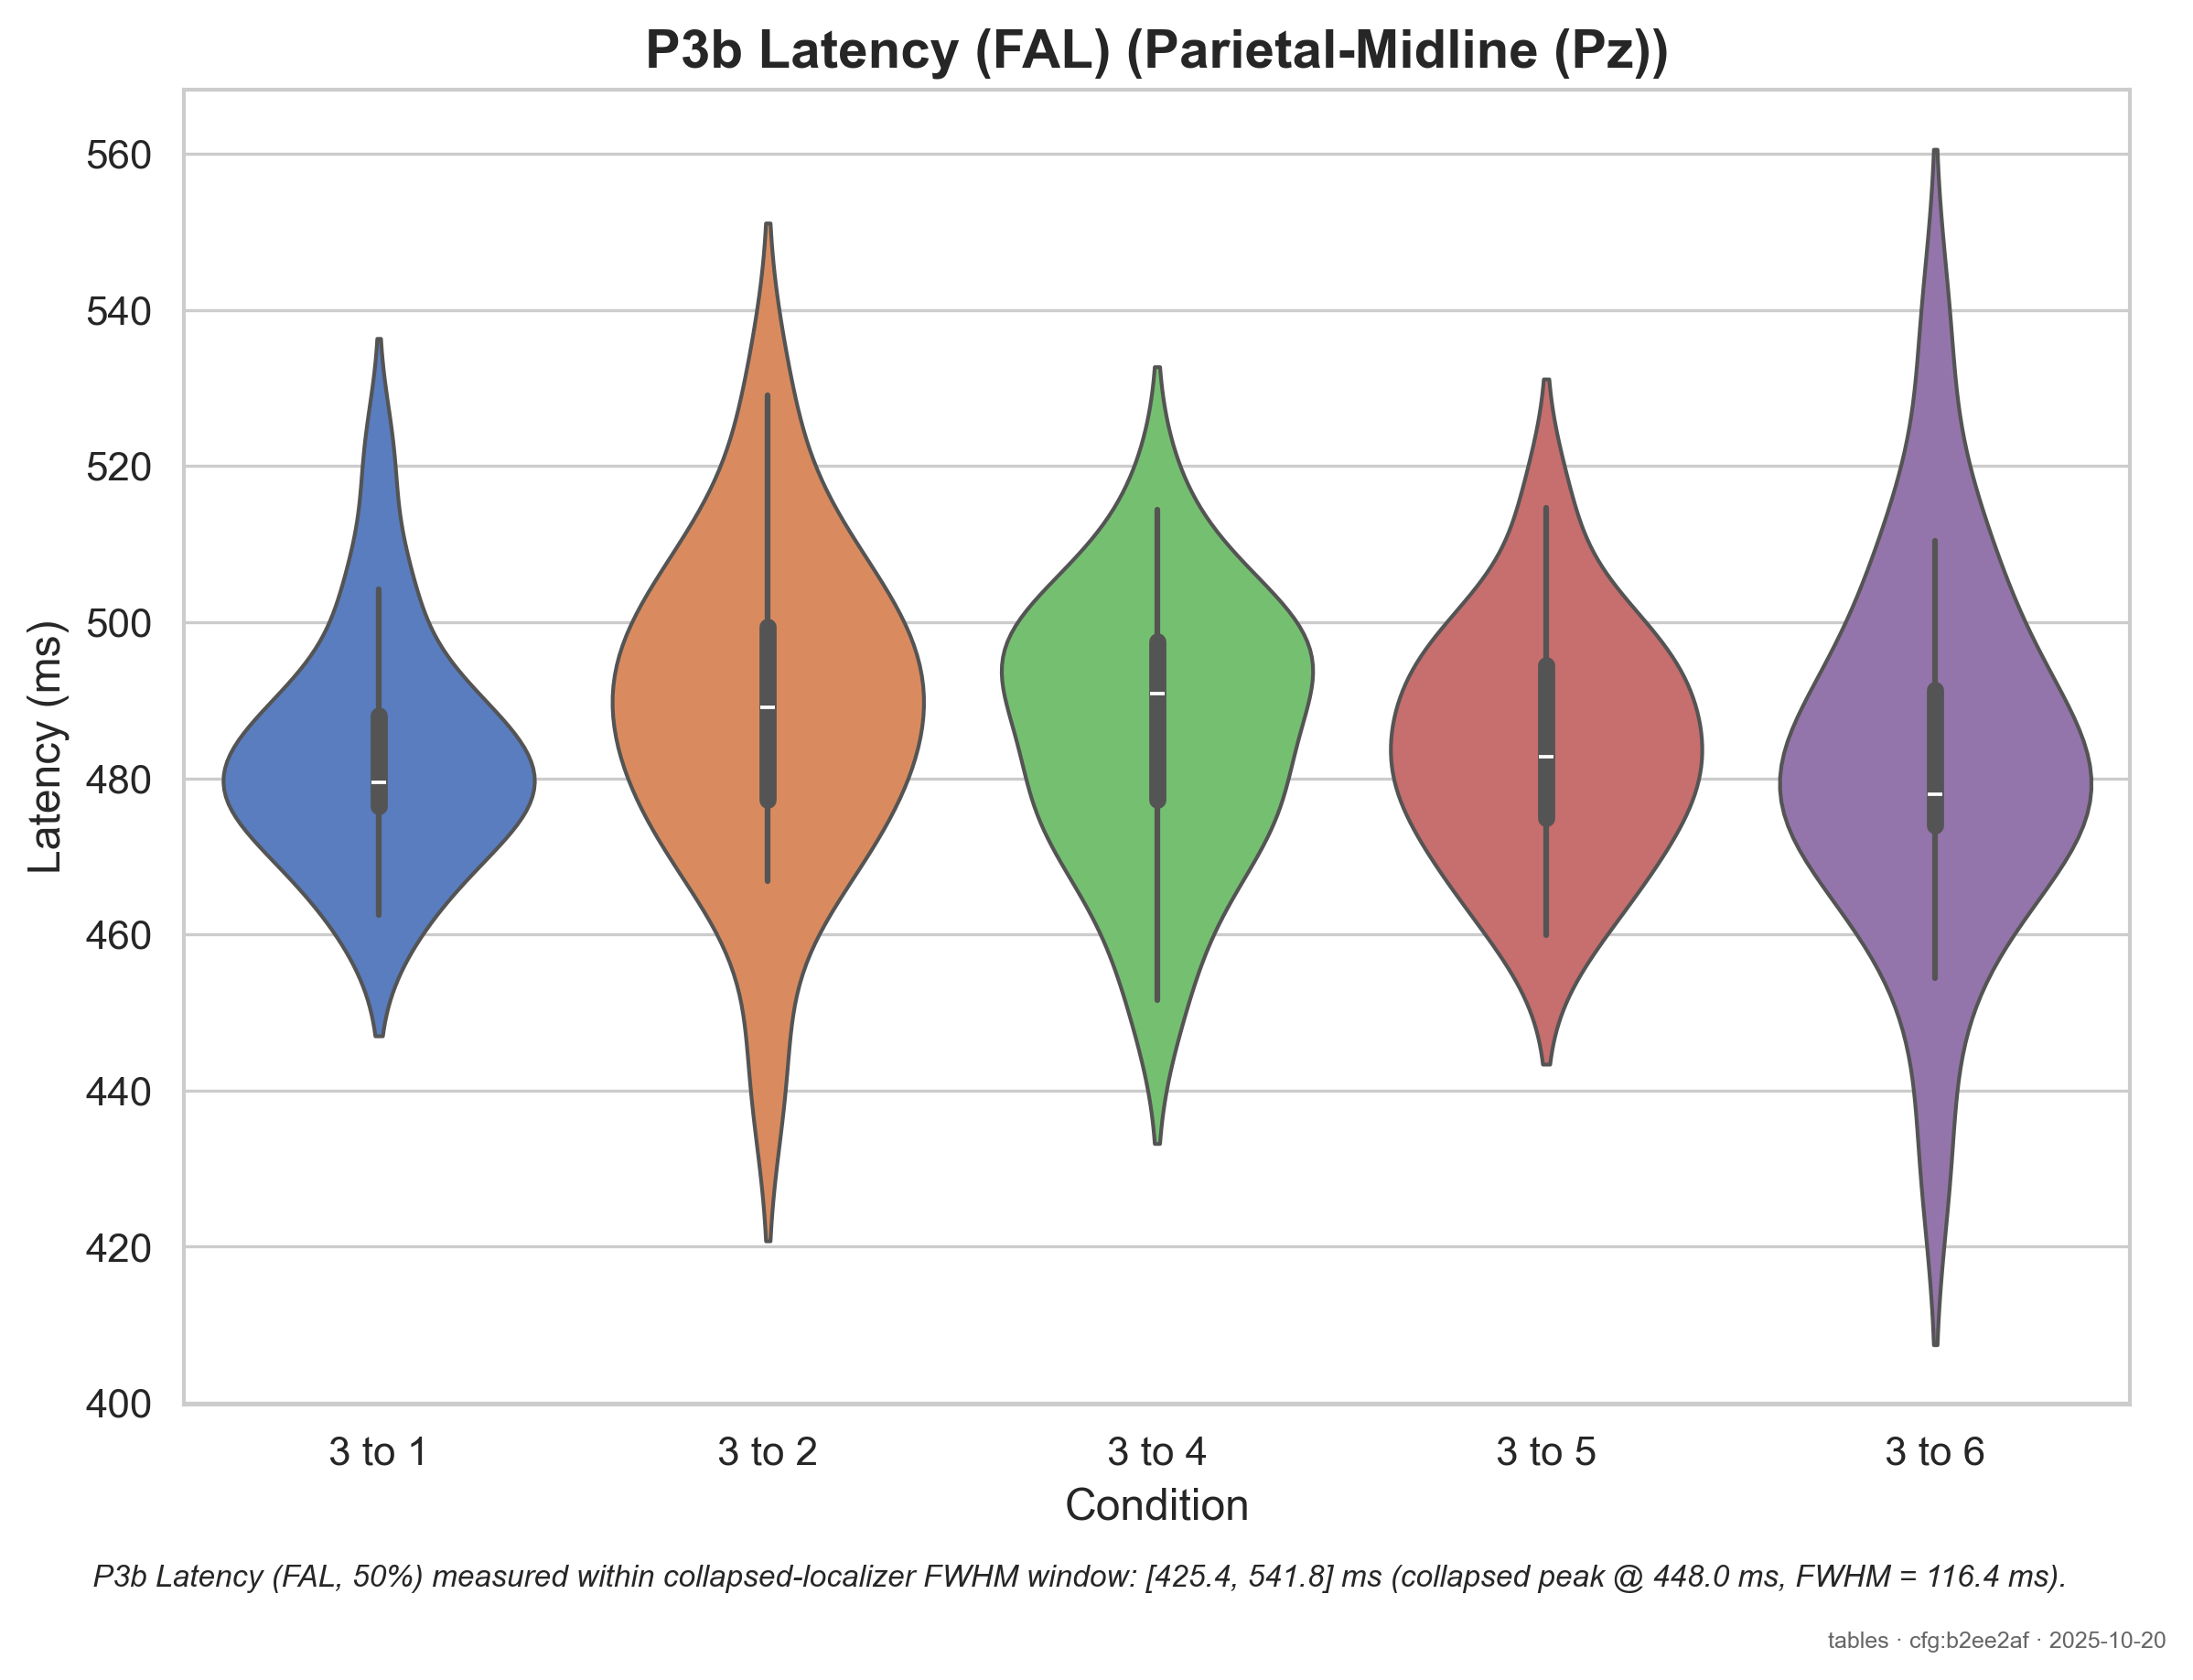 P3b Latency (FAL) (Parietal-Midline (Pz))
Latency (ms)
560
540
520
500
480
460
440
420
400
3 to 1 3 to 2 3 to 4 3 to 5 3 to 6
Condition
P3b Latency (FAL, 50%) measured within collapsed-localizer FWHM window: [425.4, 541.8] ms (collapsed peak @ 448.0 ms, FWHM = 116.4 ms).
tables · cfg:b2ee2af · 2025-10-20